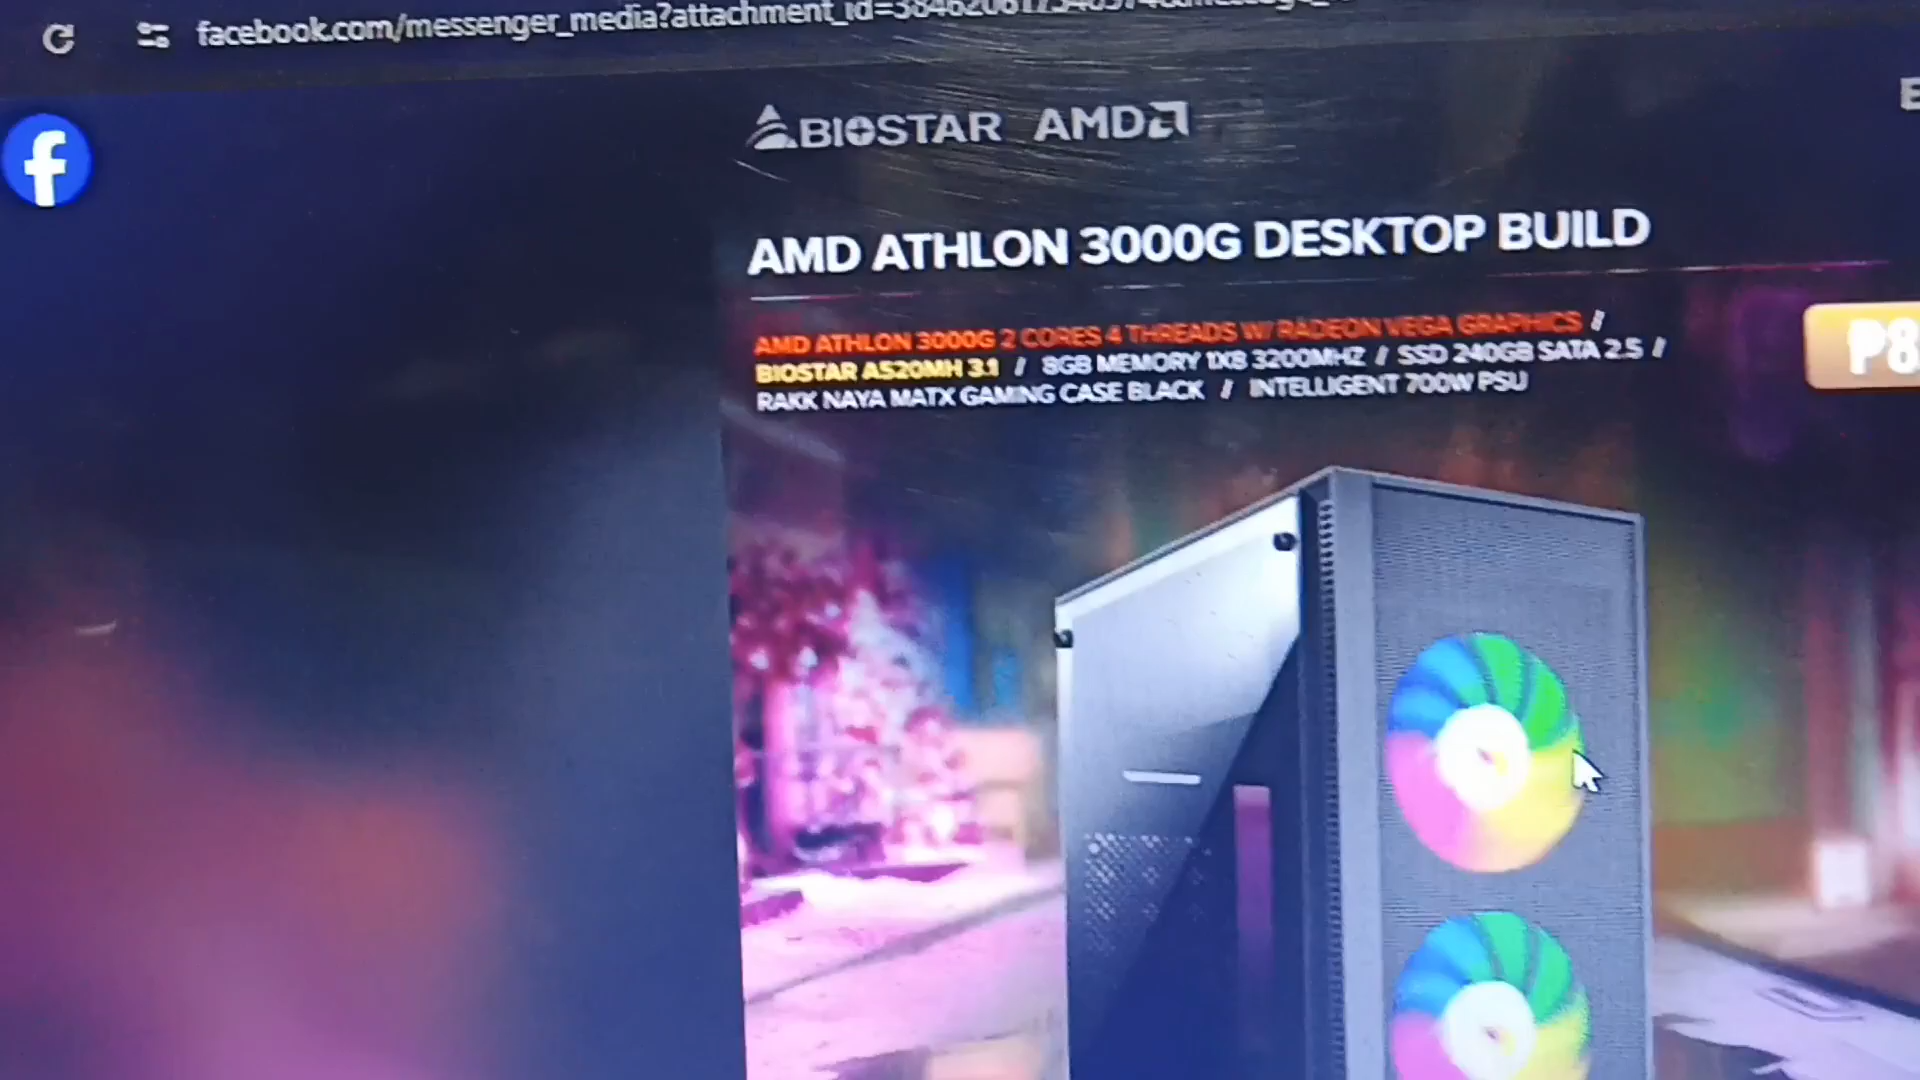 facebook.com/messenger_media?attachment_id=
BIOSTAR AMD
AMD ATHLON 3000G DESKTOP BUILD
AMD ATHLON 3000G 2 CORES 4 THREADS W/ RADEON VEGA GRAPHICS //
BIOSTAR A520MH 3.1 // 8GB MEMORY 1X8 3200MHZ // SSD 240GB SATA 2.5 //
RAKK NAYA MATX GAMING CASE BLACK // INTELLIGENT 700W PSU
₱8